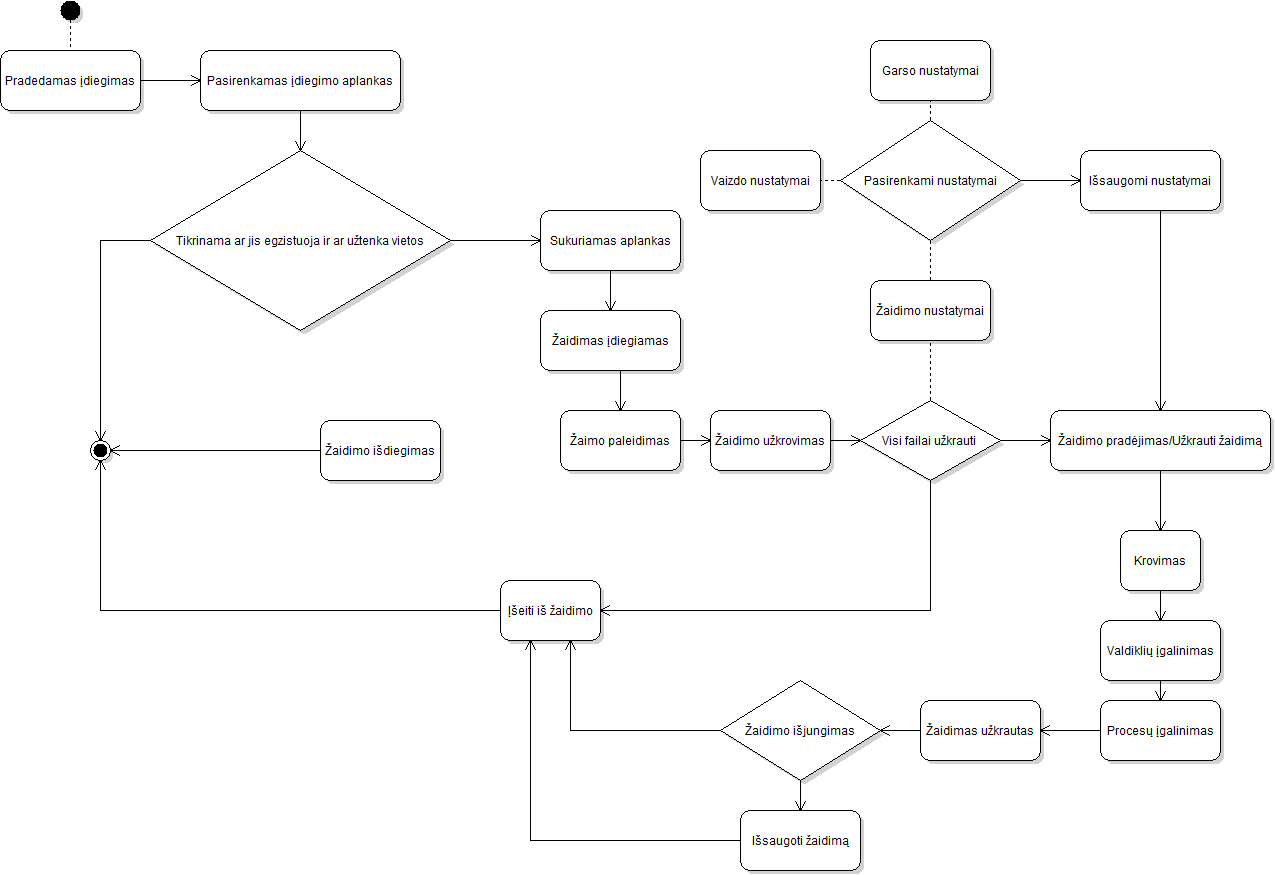 Garso nustatymai
Pradedamas įdiegimas
Pasirenkamas įdiegimo aplankas
Vaizdo nustatymai
Pasirenkami nustatymai
Išsaugomi nustatymai
Tikrinama ar jis egzistuoja ir ar užtenka vietos
Sukuriamas aplankas
Žaidimo nustatymai
Žaidimas įdiegiamas
Žaimo paleidimas
Žaidimo užkrovimas
Visi failai užkrauti
Žaidimo pradėjimas/Užkrauti žaidimą
Žaidimo išdiegimas
Krovimas
Įšeiti iš žaidimo
Valdiklių įgalinimas
Žaidimo išjungimas
Žaidimas užkrautas
Procesų įgalinimas
Išsaugoti žaidimą